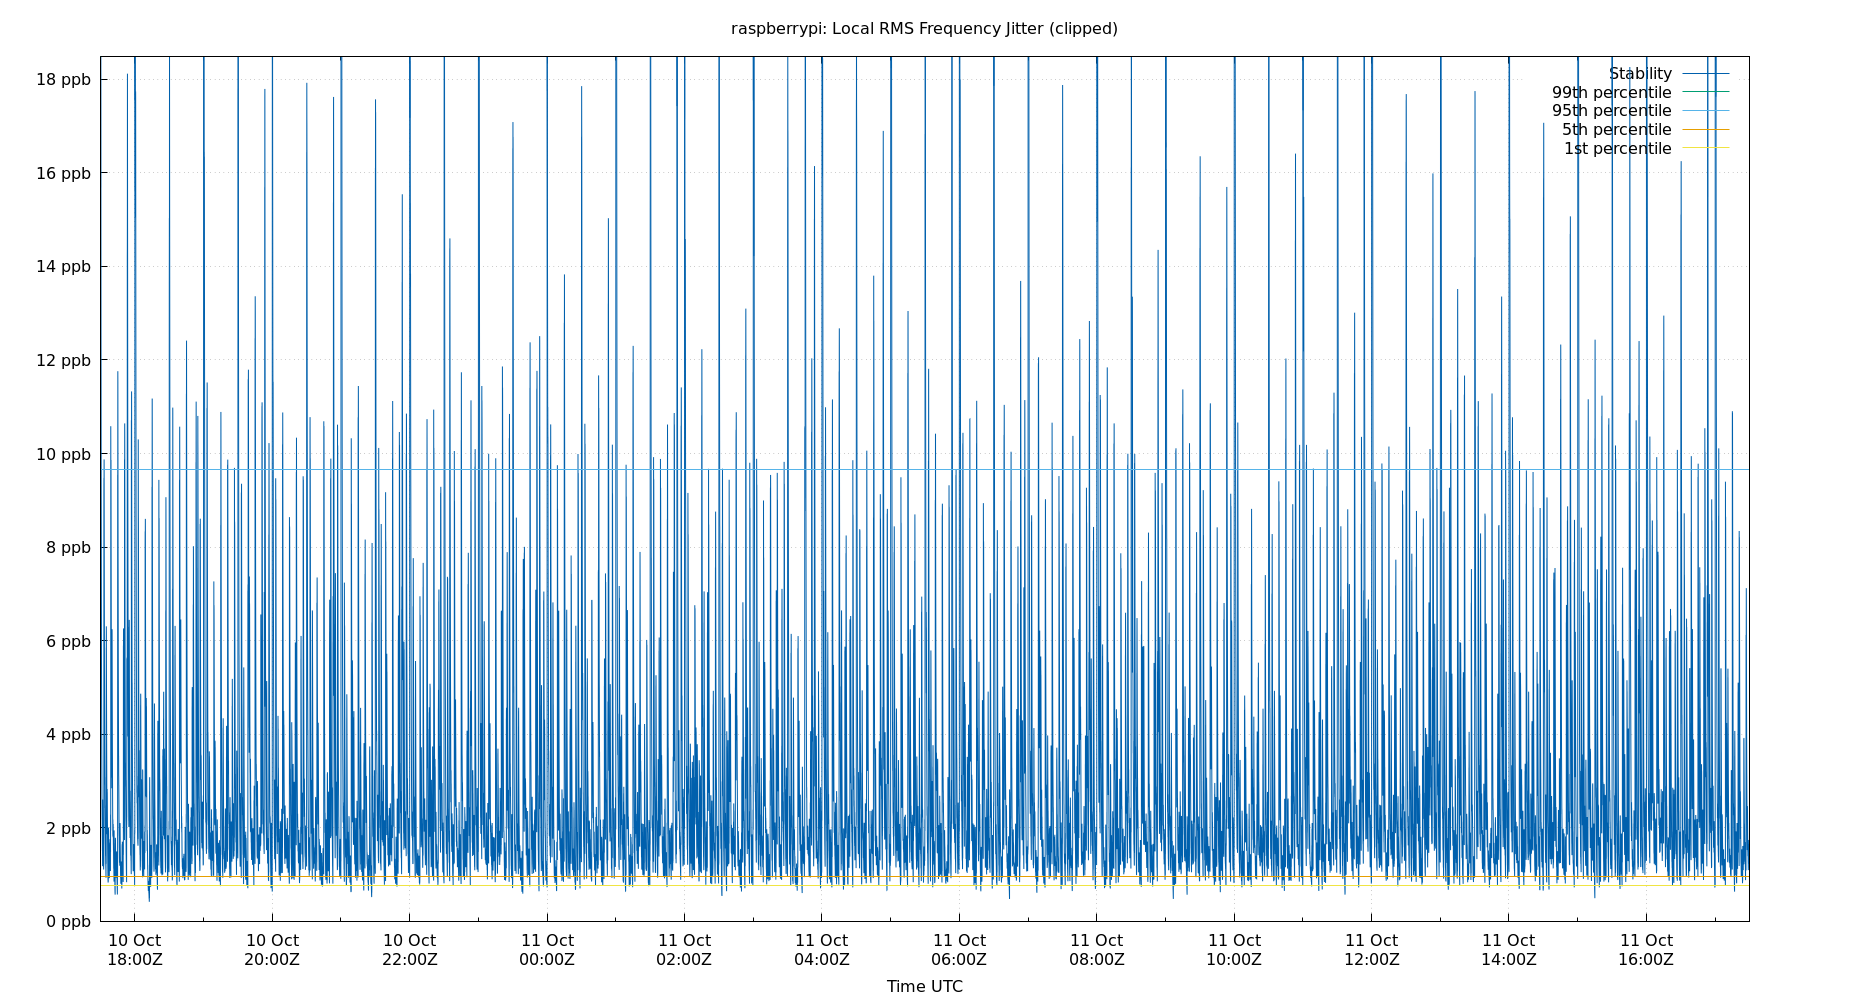 raspberrypi: Local RMS Frequency Jitter (clipped)
18 ppb
16 ppb
14 ppb
12 ppb
10 ppb
8 ppb
6 ppb
4 ppb
2 ppb
0 ppb
Stability
99th percentile
95th percentile
5th percentile
1st percentile
10 Oct 10 Oct 10 Oct 11 Oct 11 Oct 11 Oct 11 Oct 11 Oct 11 Oct 11 Oct 11 Oct 11 Oct
18:00Z 20:00Z 22:00Z 00:00Z 02:00Z 04:00Z 06:00Z 08:00Z 10:00Z 12:00Z 14:00Z 16:00Z
Time UTC